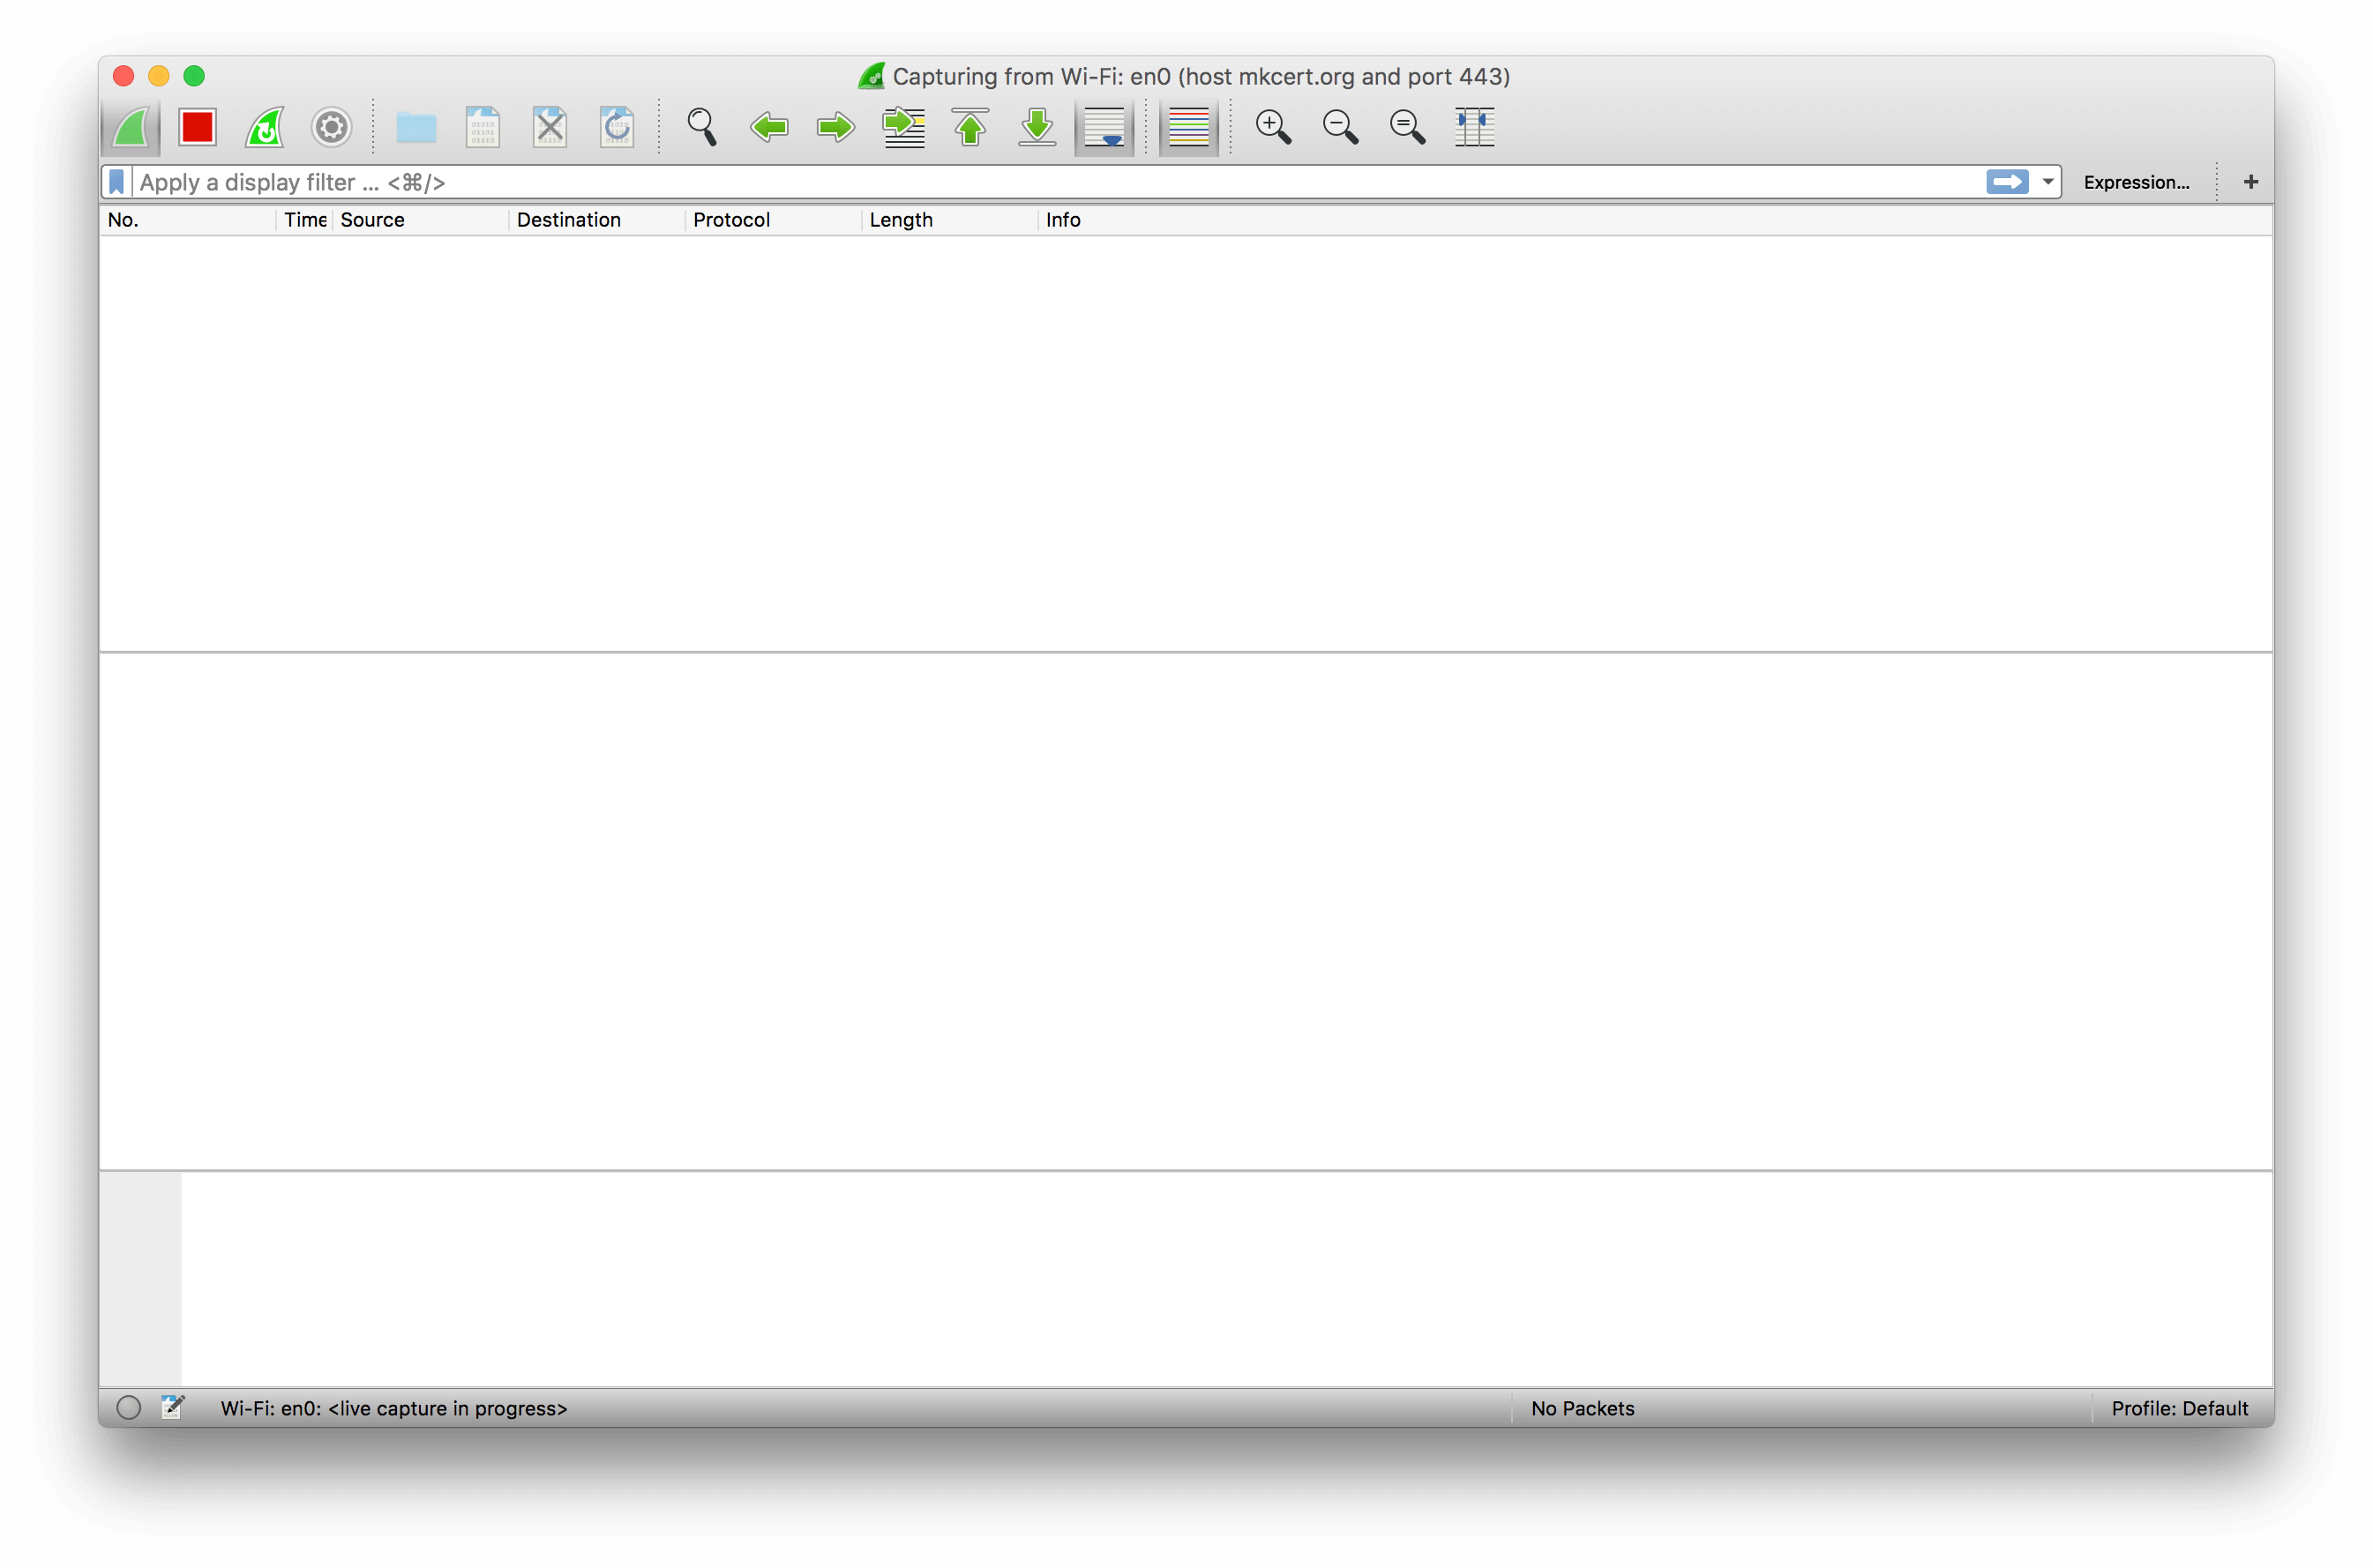 Capturing from Wi-Fi: en0 (host mkcert.org and port 443)
Apply a display filter ... <⌘/>
Expression...
+
No. Time Source Destination Protocol Length Info
Wi-Fi: en0: <live capture in progress> No Packets Profile: Default